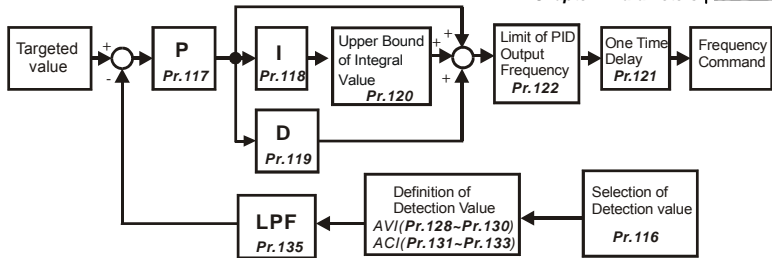 Targeted
value
+
-
P
Pr.117
I
Pr.118
Upper Bound
of Integral
Value
Pr.120
+
+
+
Limit of PID
Output
Frequency
Pr.122
One Time
Delay
Pr.121
Frequency
Command
D
Pr.119
LPF
Pr.135
Definition of
Detection Value
AVI(Pr.128~Pr.130)
ACI(Pr.131~Pr.133)
Selection of
Detection value
Pr.116